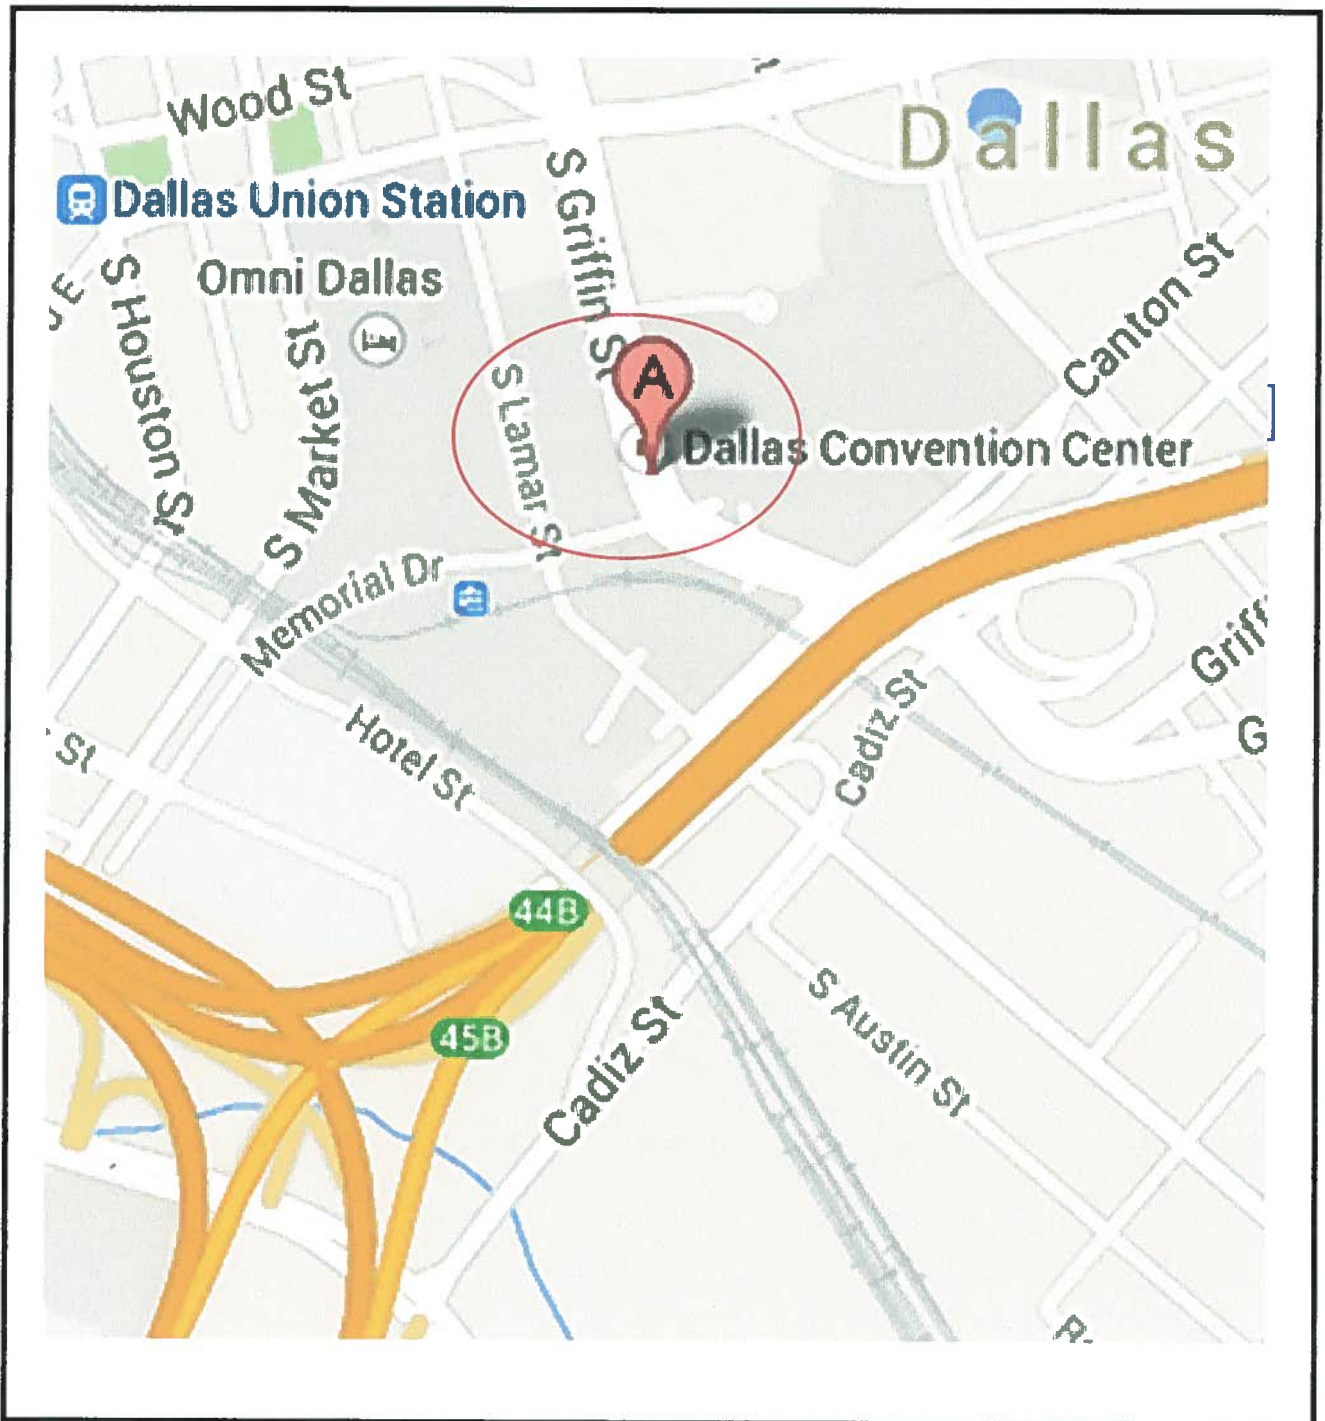 Wood St
Dallas
Dallas Union Station
S Griffin St
Omni Dallas
S Houston St
S Market St
Canton St
A
S Lamar St
Dallas Convention Center
Memorial Dr
Cadiz St
St
Hotel St
44B
45B
S Austin St
Cadiz St